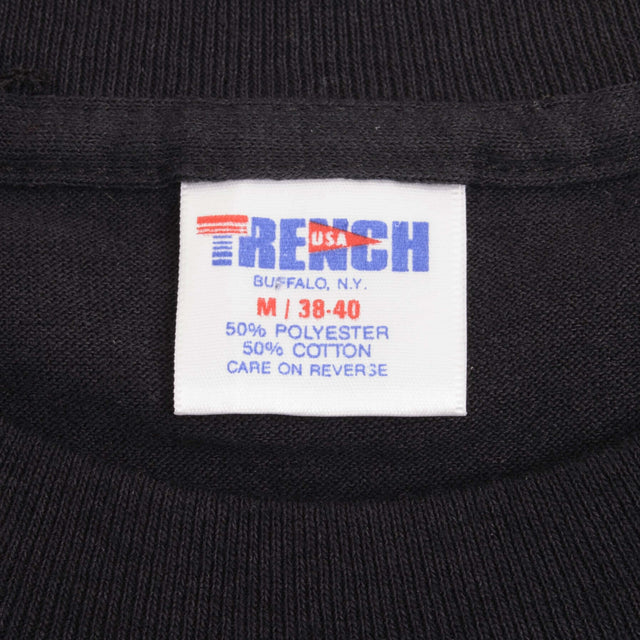 TRENCH
USA
BUFFALO, N.Y.
M / 38-40
50% POLYESTER
50% COTTON
CARE ON REVERSE